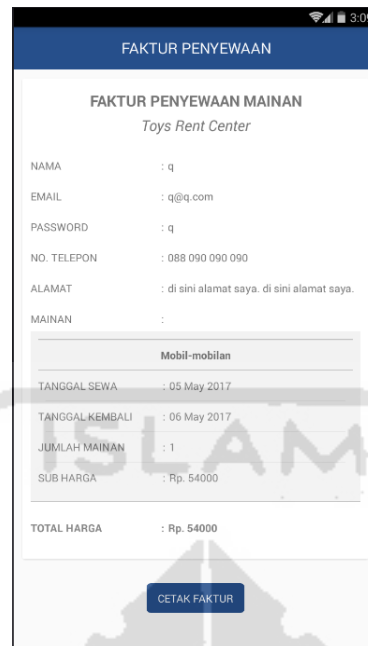 3:09
FAKTUR PENYEWAAN
FAKTUR PENYEWAAN MAINAN
Toys Rent Center
NAMA : q
EMAIL : q@q.com
PASSWORD : q
NO. TELEPON : 088 090 090 090
ALAMAT : di sini alamat saya. di sini alamat saya.
MAINAN :
Mobil-mobilan
TANGGAL SEWA : 05 May 2017
TANGGAL KEMBALI : 06 May 2017
JUMLAH MAINAN : 1
SUB HARGA : Rp. 54000
ISLAM
TOTAL HARGA : Rp. 54000
CETAK FAKTUR